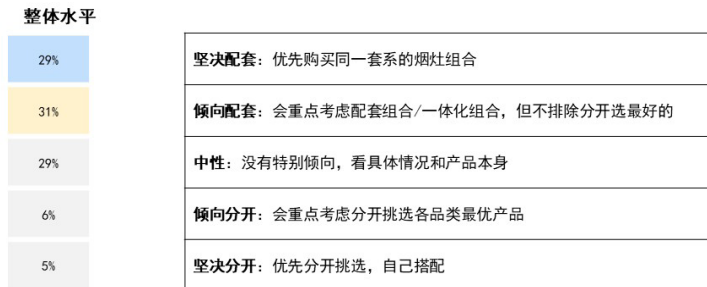 整体水平
29% 坚决配套：优先购买同一套系的烟灶组合
31% 倾向配套：会重点考虑配套组合/一体化组合，但不排除分开选最好的
29% 中性：没有特别倾向，看具体情况和产品本身
6% 倾向分开：会重点考虑分开挑选各品类最优产品
5% 坚决分开：优先分开挑选，自己搭配